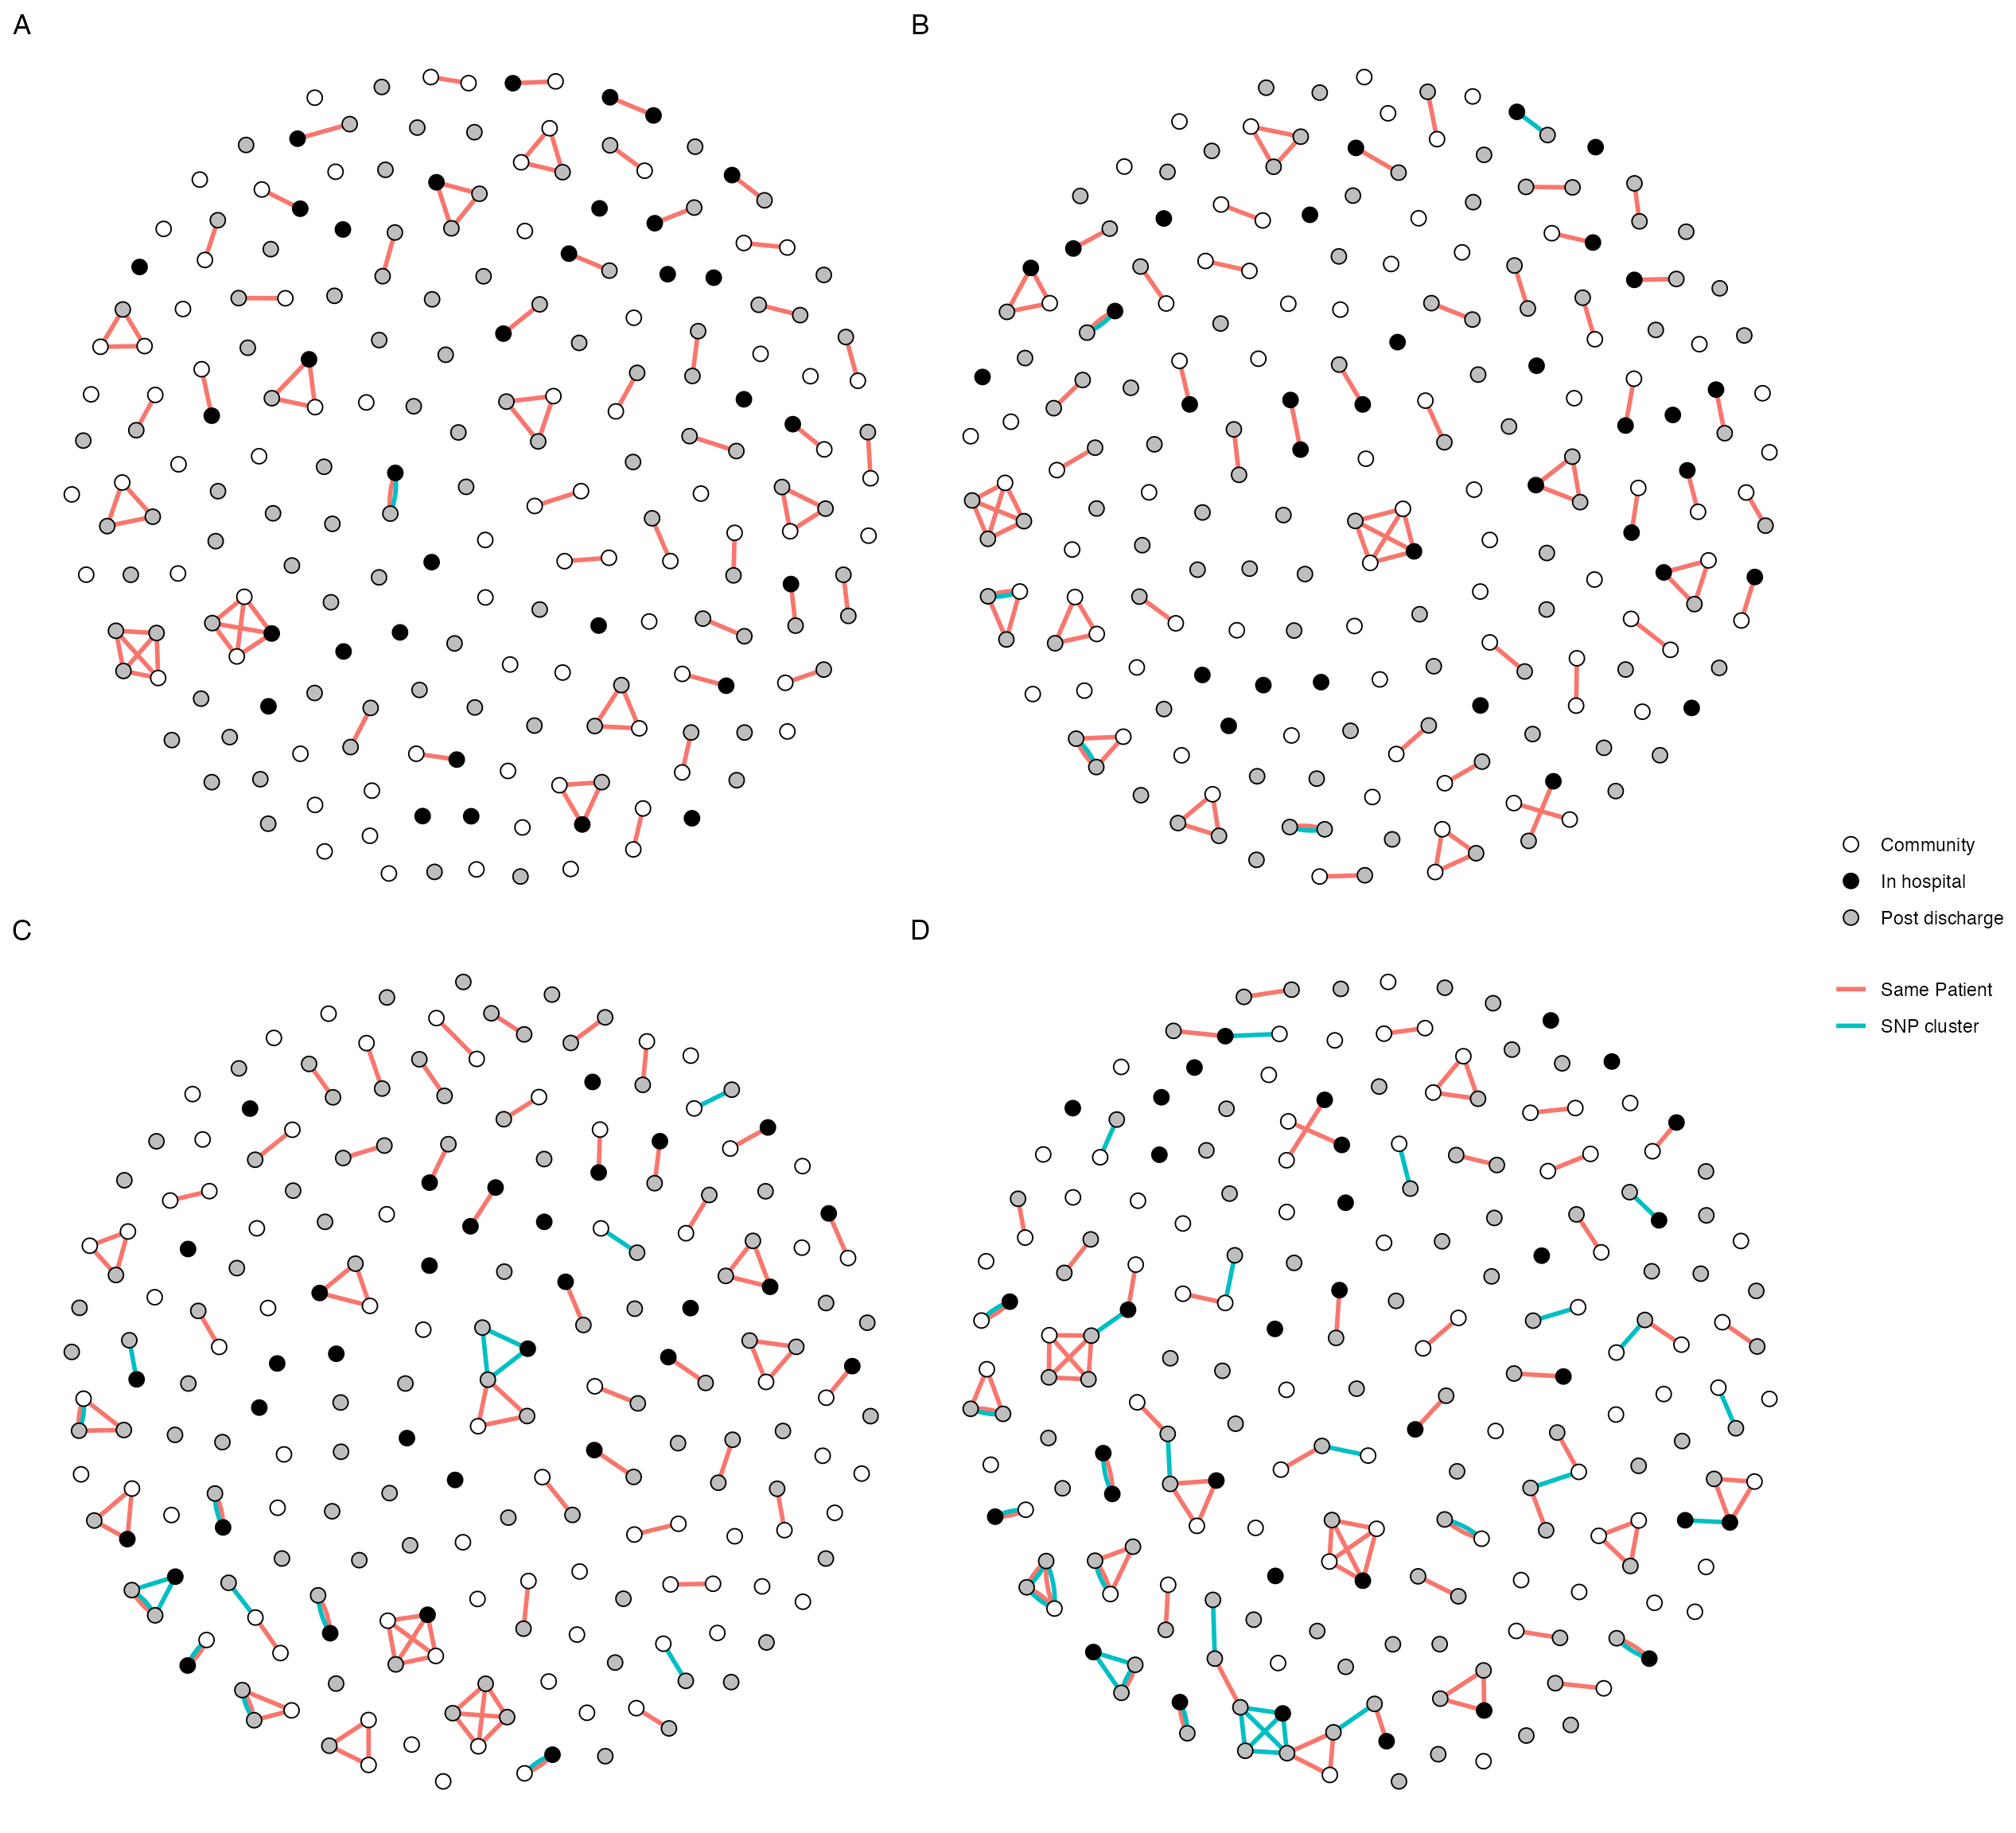 A
B
Community
In hospital
Post discharge
C
D
Same Patient
SNP cluster